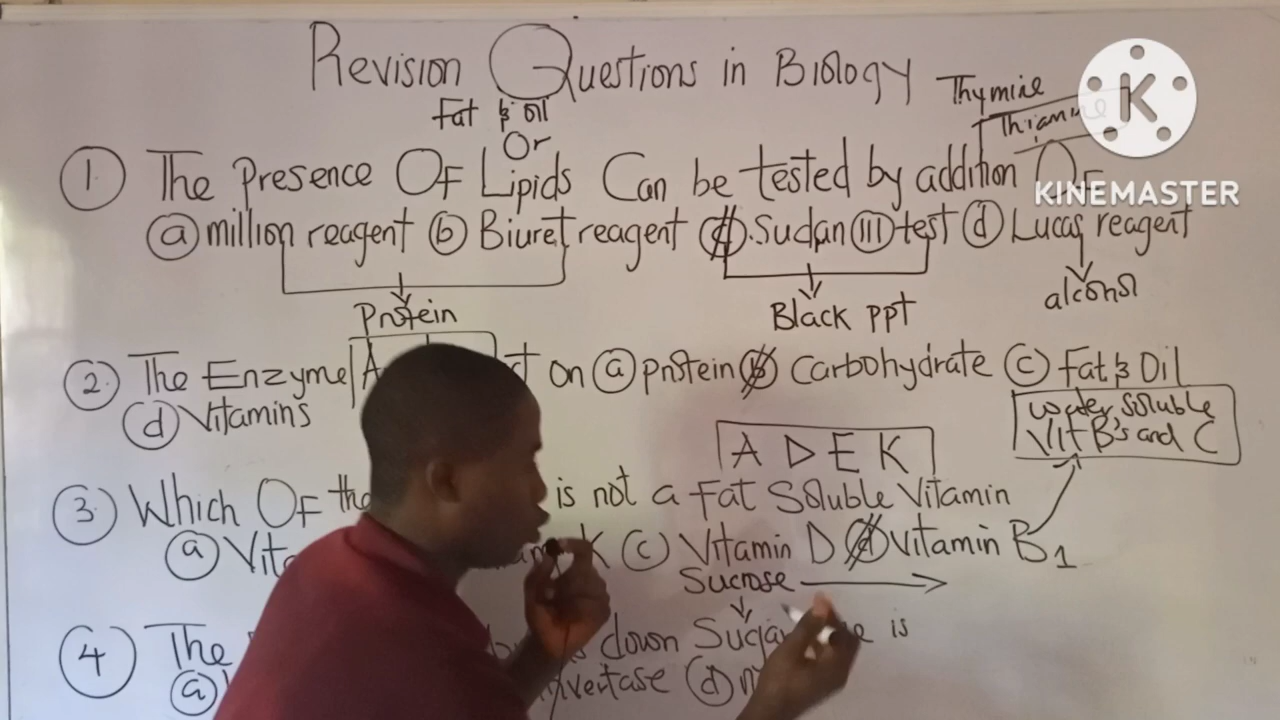 Revision Questions in Biology
Fat & oil
Or
Thymine
Thiamine
K
KINEMASTER
① The Presence Of Lipids Can be tested by addition Of
ⓐ million reagent ⓑ Biuret reagent ⓒ Sudan III test ⓓ Lucas reagent
Protein
Black ppt
alconol
② The Enzyme on ⓐ protein ⓑ Carbohydrate ⓒ Fat & Oil
ⓓ Vitamins
water soluble
Vit B's and C
A D E K
③ Which Of the is not a Fat Soluble Vitamin
ⓐ K ⓒ Vitamin D ⓓ Vitamin B1
Sucrose
④ The down is
ⓐ invertase ⓓ